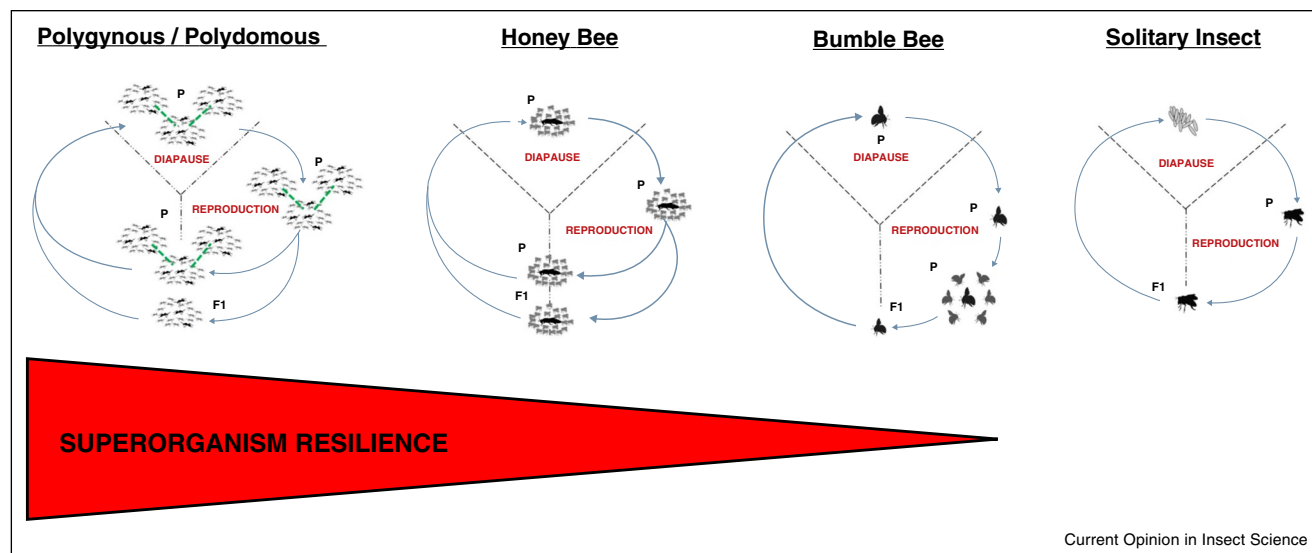 Polygynous / Polydomous
P
DIAPAUSE
P
REPRODUCTION
P
F1
Honey Bee
P
DIAPAUSE
P
REPRODUCTION
P
F1
Bumble Bee
P
DIAPAUSE
P
REPRODUCTION
P
F1
Solitary Insect
DIAPAUSE
P
REPRODUCTION
F1
SUPERORGANISM RESILIENCE
Current Opinion in Insect Science